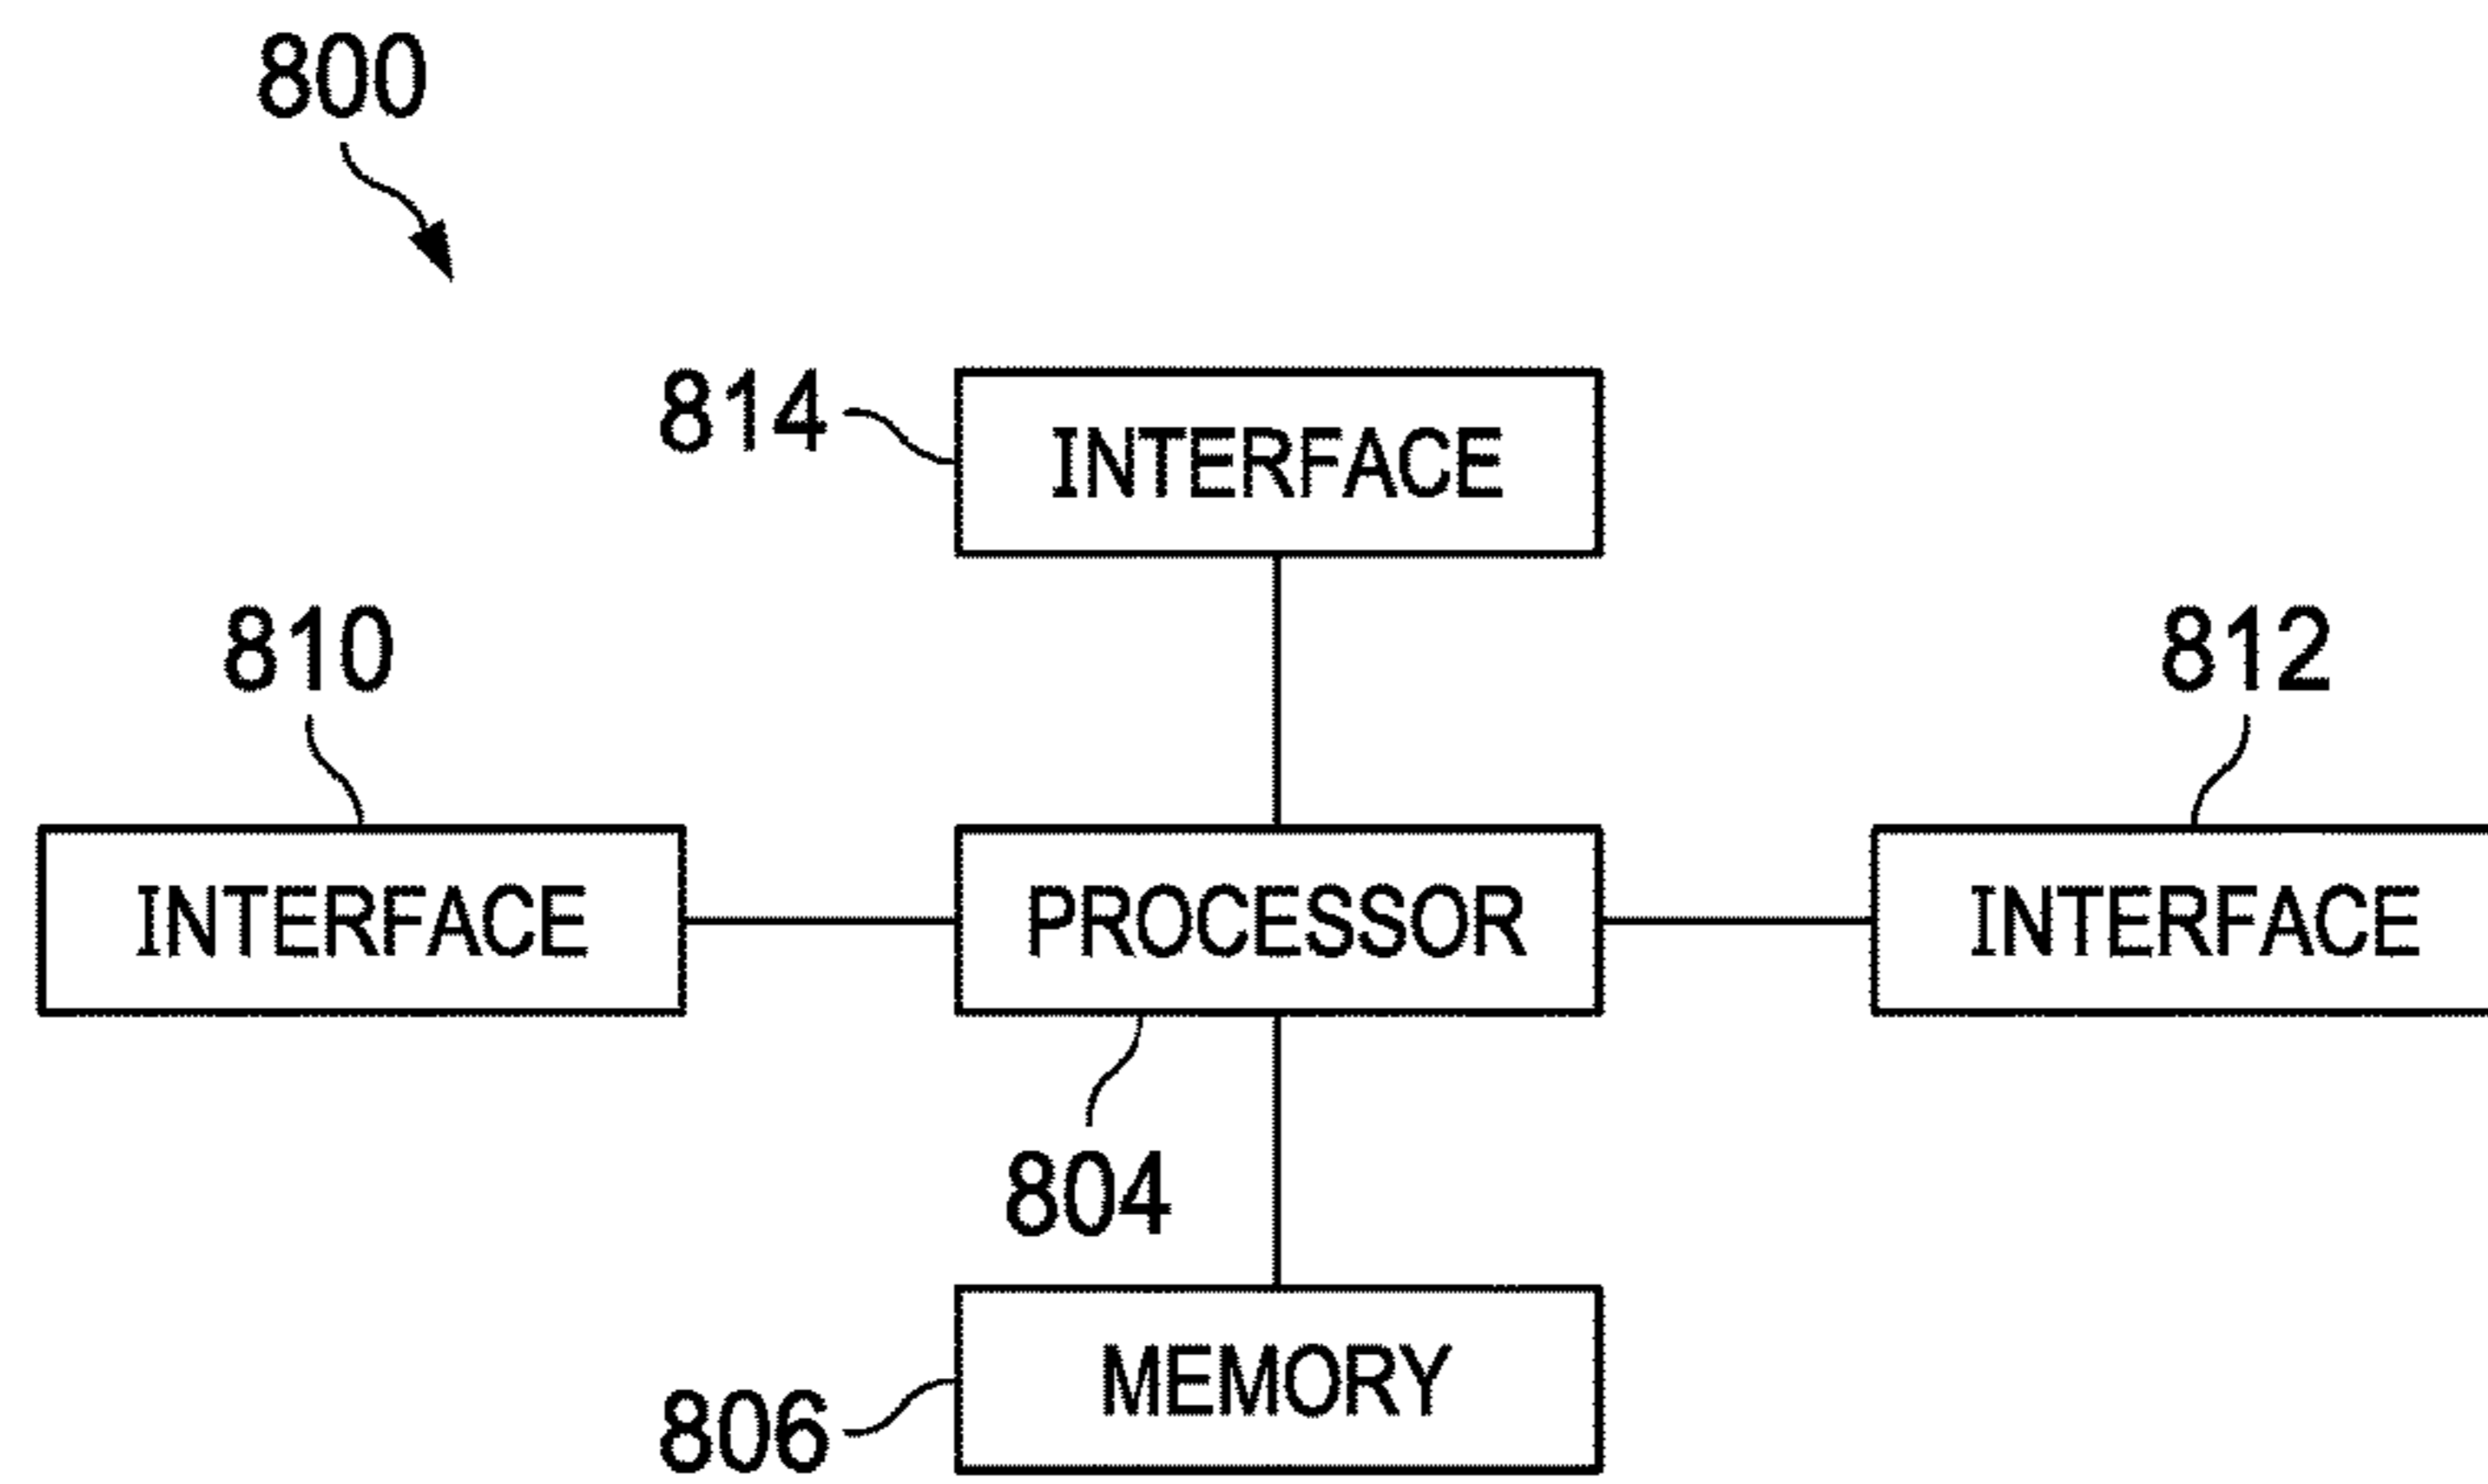 800
814
INTERFACE
810
812
INTERFACE
PROCESSOR
INTERFACE
804
MEMORY
806